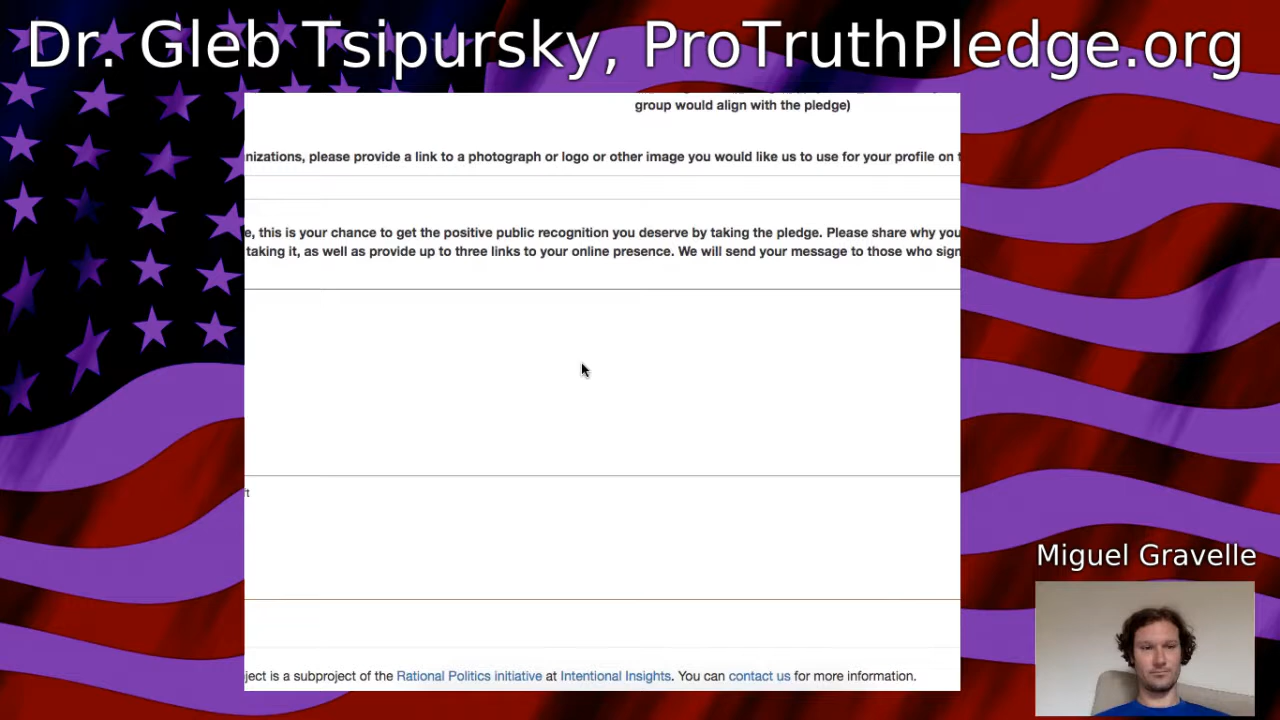 Dr. Gleb Tsipursky, ProTruthPledge.org
group would align with the pledge)
nizations, please provide a link to a photograph or logo or other image you would like us to use for your profile on
e, this is your chance to get the positive public recognition you deserve by taking the pledge. Please share why you
taking it, as well as provide up to three links to your online presence. We will send your message to those who sign
Miguel Gravelle
ject is a subproject of the Rational Politics initiative at Intentional Insights. You can contact us for more information.